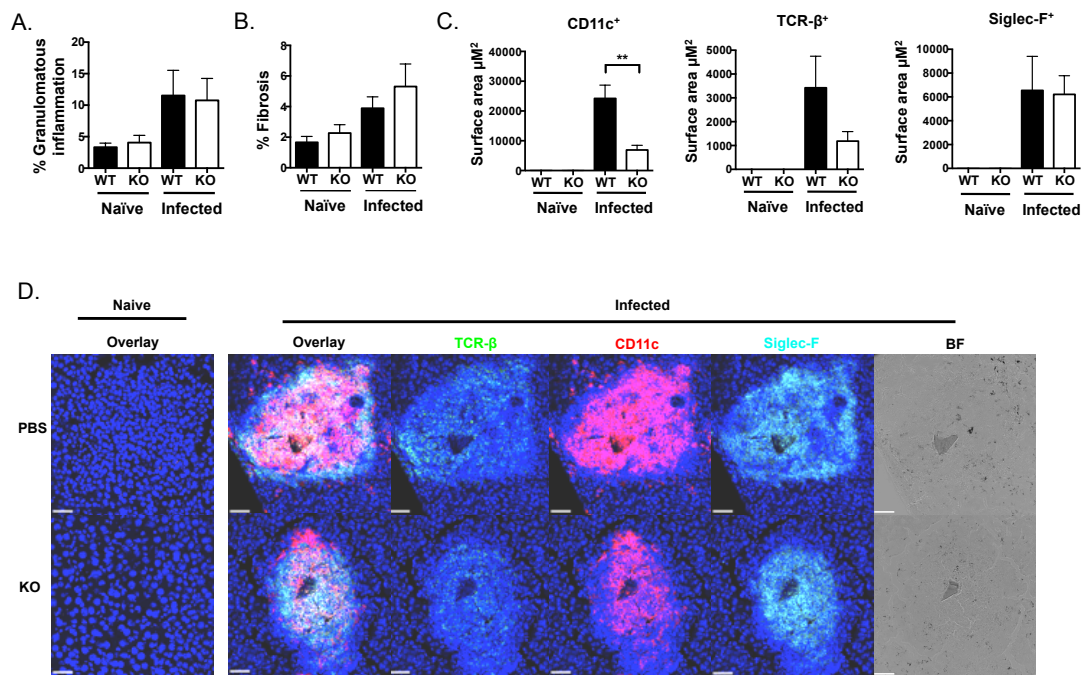 A.
% Granulomatous
inflammation
20
15
10
5
0
WT KO WT KO
Naïve Infected
B.
% Fibrosis
8
6
4
2
0
WT KO WT KO
Naïve Infected
C.
CD11c⁺
Surface area µM²
40000
30000
20000
10000
0
**
WT KO WT KO
Naïve Infected
TCR-β⁺
Surface area µM²
5000
4000
3000
2000
1000
0
WT KO WT KO
Naïve Infected
Siglec-F⁺
Surface area µM²
10000
8000
6000
4000
2000
0
WT KO WT KO
Naïve Infected
D.
Naive Infected
Overlay Overlay TCR-β CD11c Siglec-F BF
PBS
KO